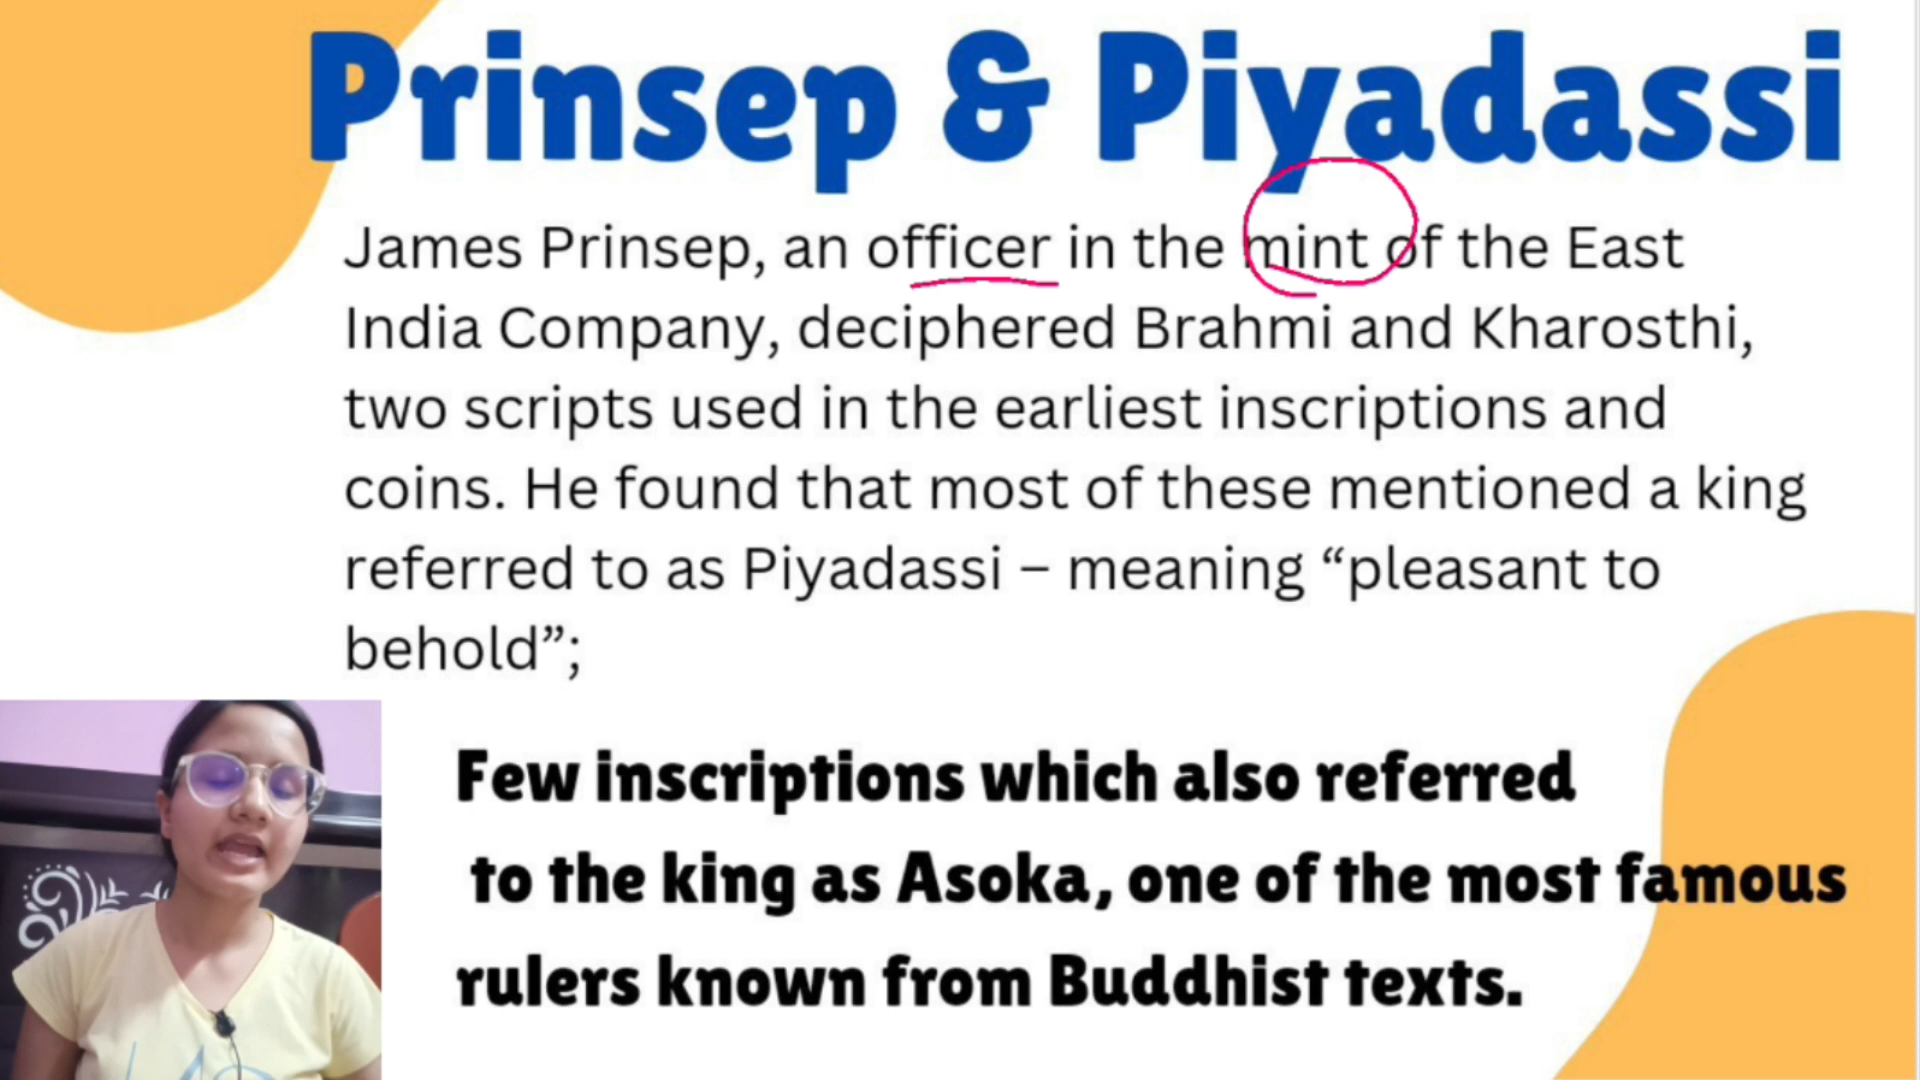 Prinsep & Piyadassi
James Prinsep, an officer in the mint of the East
India Company, deciphered Brahmi and Kharosthi,
two scripts used in the earliest inscriptions and
coins. He found that most of these mentioned a king
referred to as Piyadassi – meaning “pleasant to
behold”;
Few inscriptions which also referred
to the king as Asoka, one of the most famous
rulers known from Buddhist texts.